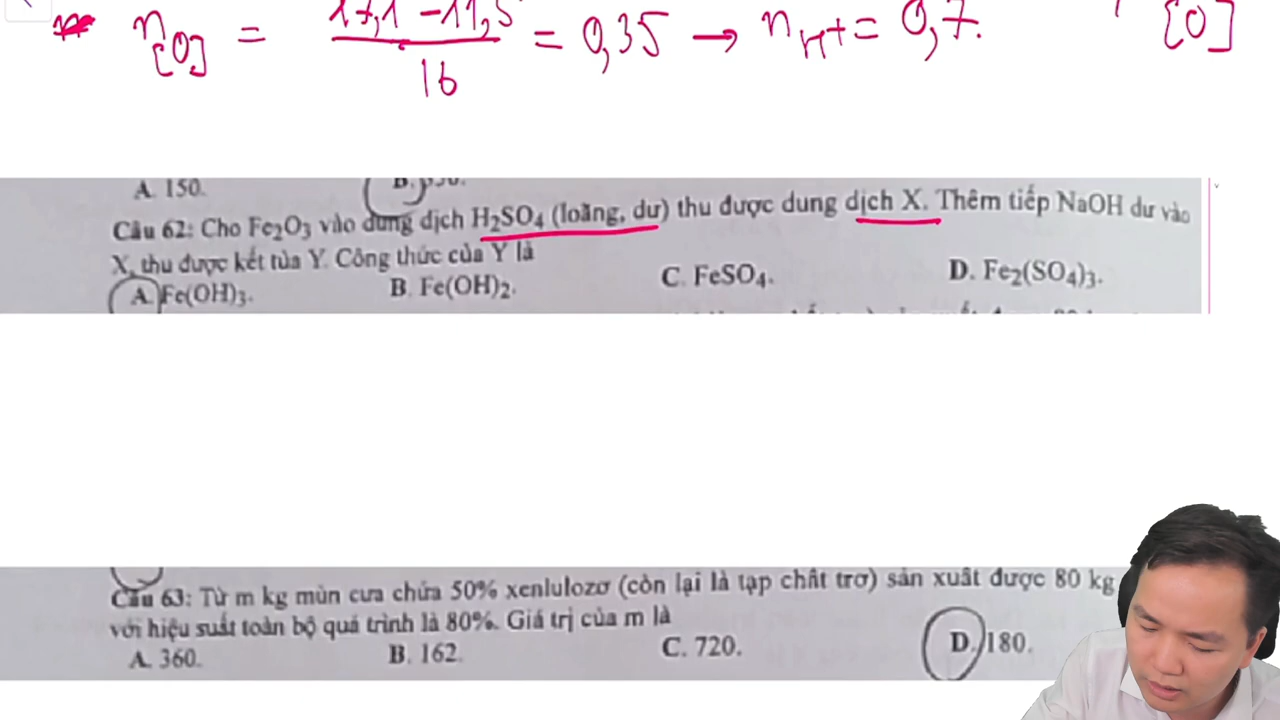 n[O] = 17,1 - 11,5 / 16 = 0,35 → nH+ = 0,7. [O]
A. 150.
Câu 62: Cho Fe₂O₃ vào dung dịch H₂SO₄ (loãng, dư) thu được dung dịch X. Thêm tiếp NaOH dư vào
X, thu được kết tủa Y. Công thức của Y là
A. Fe(OH)₃. B. Fe(OH)₂. C. FeSO₄. D. Fe₂(SO₄)₃.
Câu 63: Từ m kg mùn cưa chứa 50% xenlulozơ (còn lại là tạp chất trơ) sản xuất được 80 kg
với hiệu suất toàn bộ quá trình là 80%. Giá trị của m là
A. 360. B. 162. C. 720. D. 180.